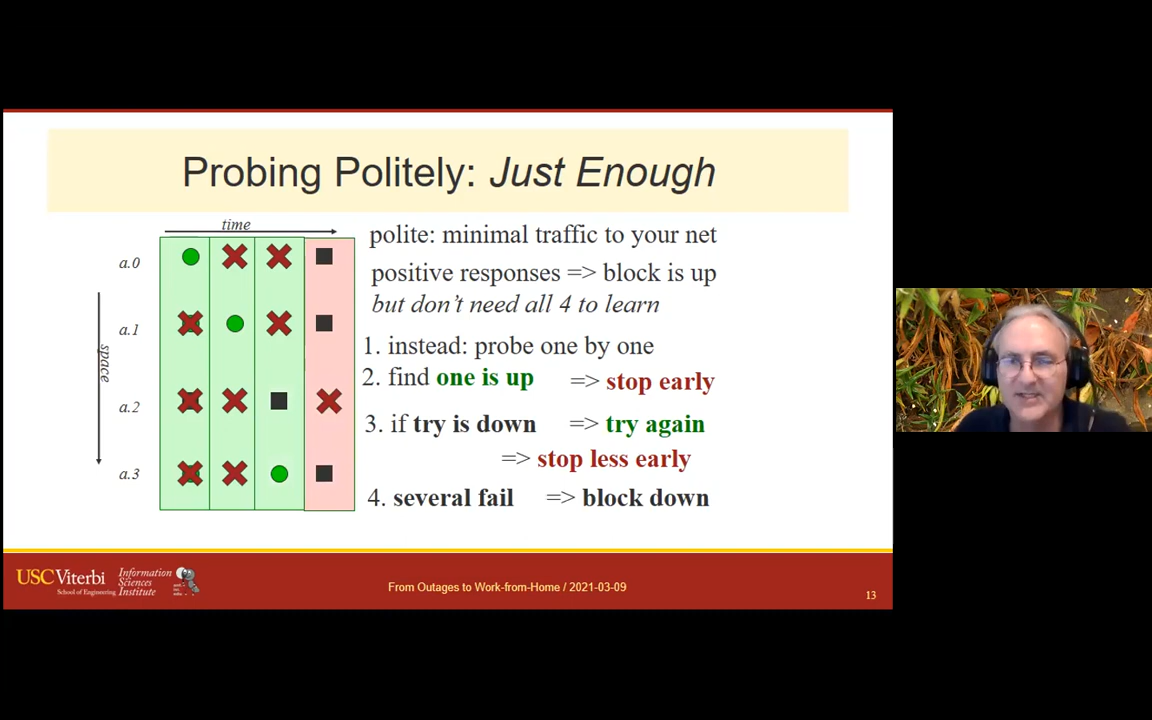 Probing Politely: Just Enough
time
space
a.0
a.1
a.2
a.3
polite: minimal traffic to your net
positive responses => block is up
but don't need all 4 to learn
1. instead: probe one by one
2. find one is up => stop early
3. if try is down => try again
=> stop less early
4. several fail => block down
USC Viterbi
School of Engineering
Information
Sciences
Institute
From Outages to Work-from-Home / 2021-03-09
13